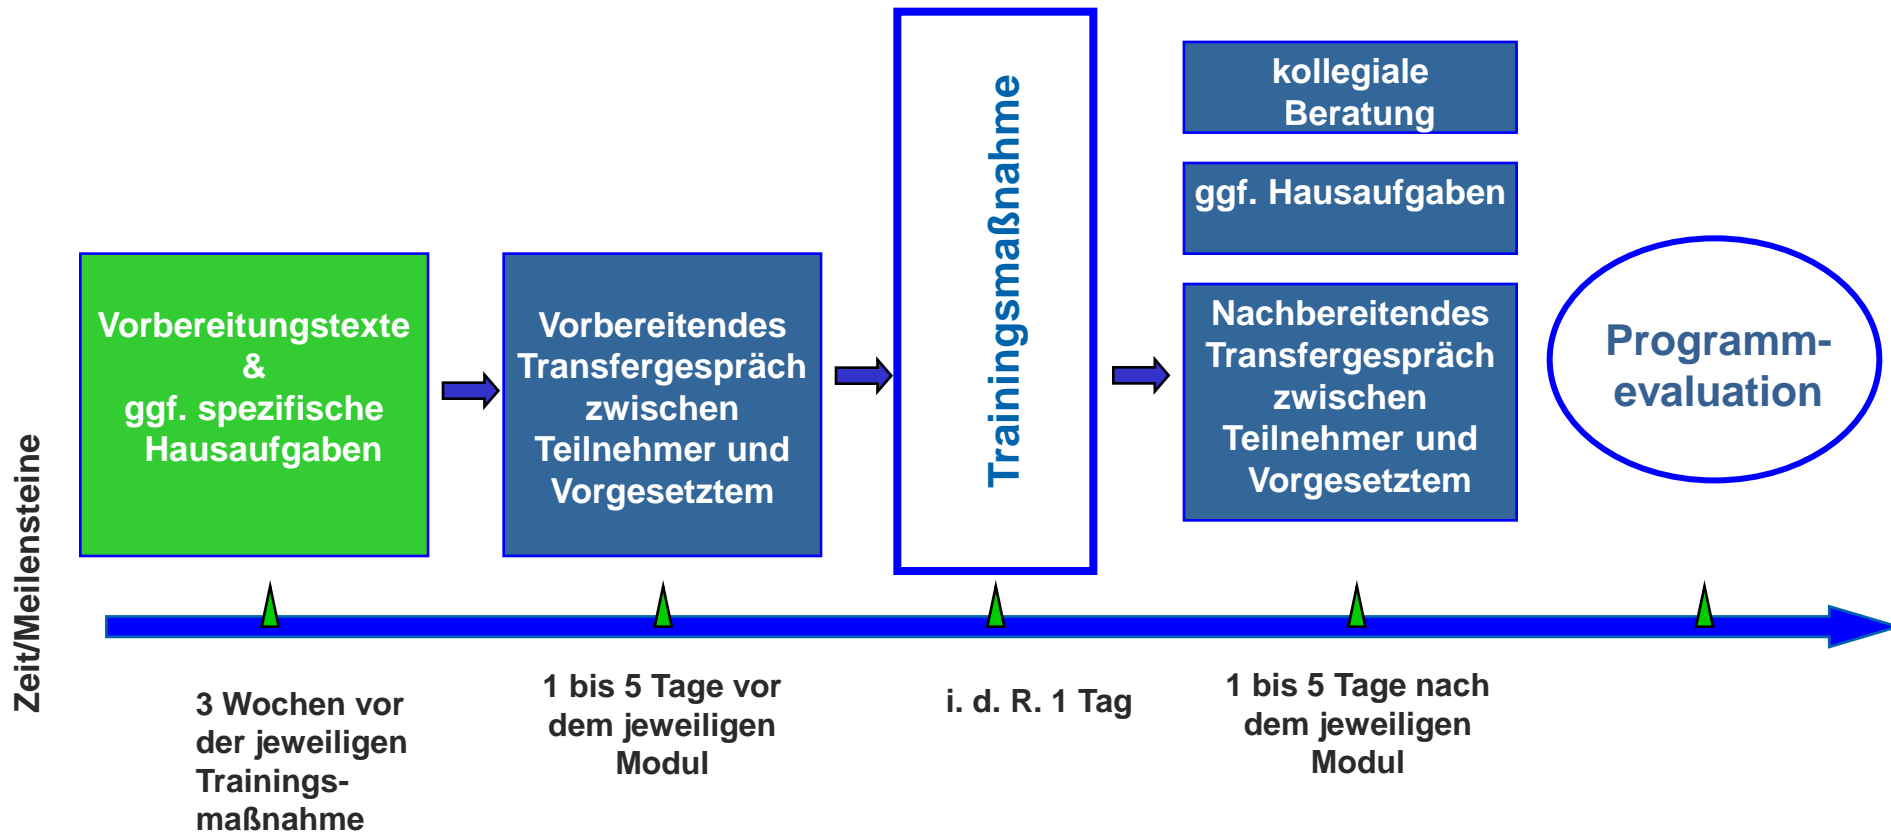 Vorbereitungstexte
&
ggf. spezifische
Hausaufgaben
Vorbereitendes
Transfergespräch
zwischen
Teilnehmer und
Vorgesetztem
Trainingsmaßnahme
kollegiale
Beratung
ggf. Hausaufgaben
Nachbereitendes
Transfergespräch
zwischen
Teilnehmer und
Vorgesetztem
Programm-
evaluation
Zeit/Meilensteine
3 Wochen vor
der jeweiligen
Trainings-
maßnahme
1 bis 5 Tage vor
dem jeweiligen
Modul
i. d. R. 1 Tag
1 bis 5 Tage nach
dem jeweiligen
Modul